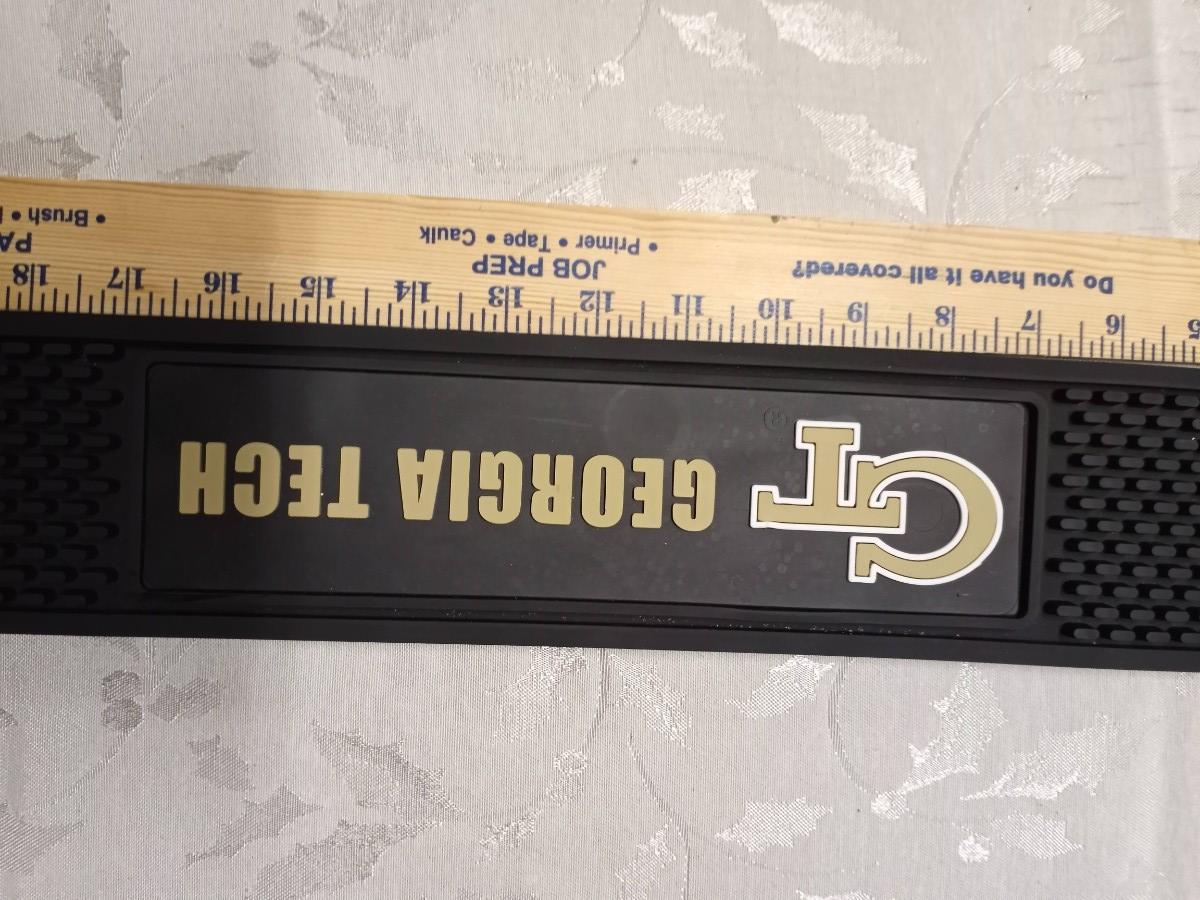 GEORGIA TECH
GT ®
5 6 7 8 9 10 11 12 13 14 15 16 17 18
Do you have it all covered?
JOB PREP
• Primer • Tape • Caulk
PA
• Brush •